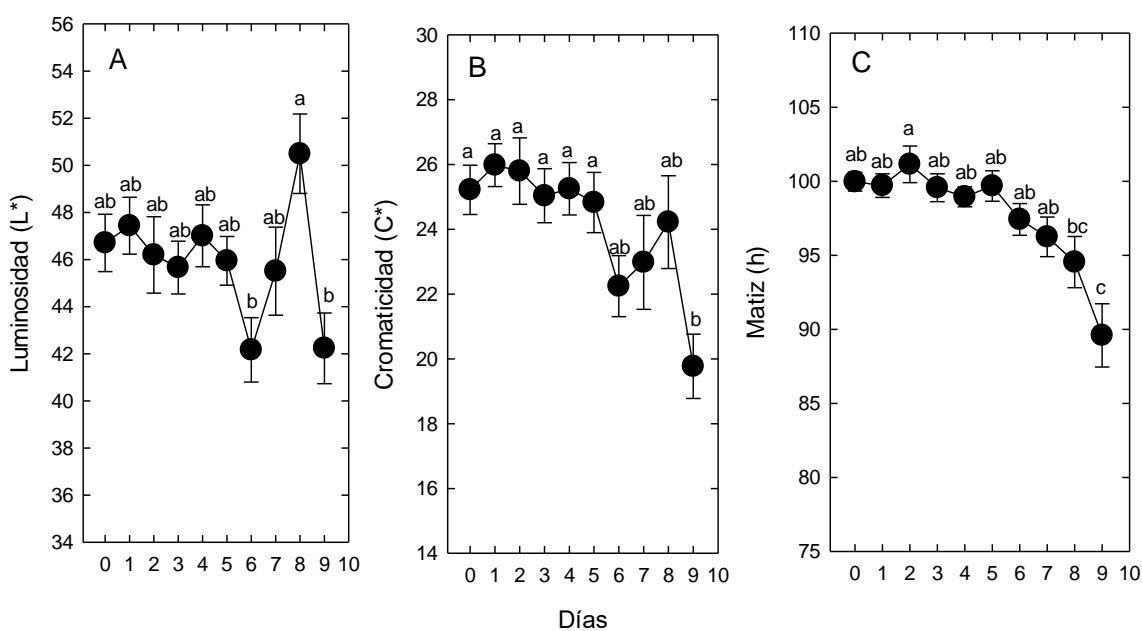 A
Luminosidad (L*)
56
54
52
50
48
46
44
42
40
38
36
34
ab
ab
ab
ab
ab
ab
b
ab
a
b
0 1 2 3 4 5 6 7 8 9 10
B
Cromaticidad (C*)
30
28
26
24
22
20
18
16
14
a
a
a
a
a
a
ab
ab
ab
b
0 1 2 3 4 5 6 7 8 9 10
C
Matiz (h)
110
105
100
95
90
85
80
75
ab
ab
a
ab
ab
ab
ab
ab
bc
c
0 1 2 3 4 5 6 7 8 9 10
Días